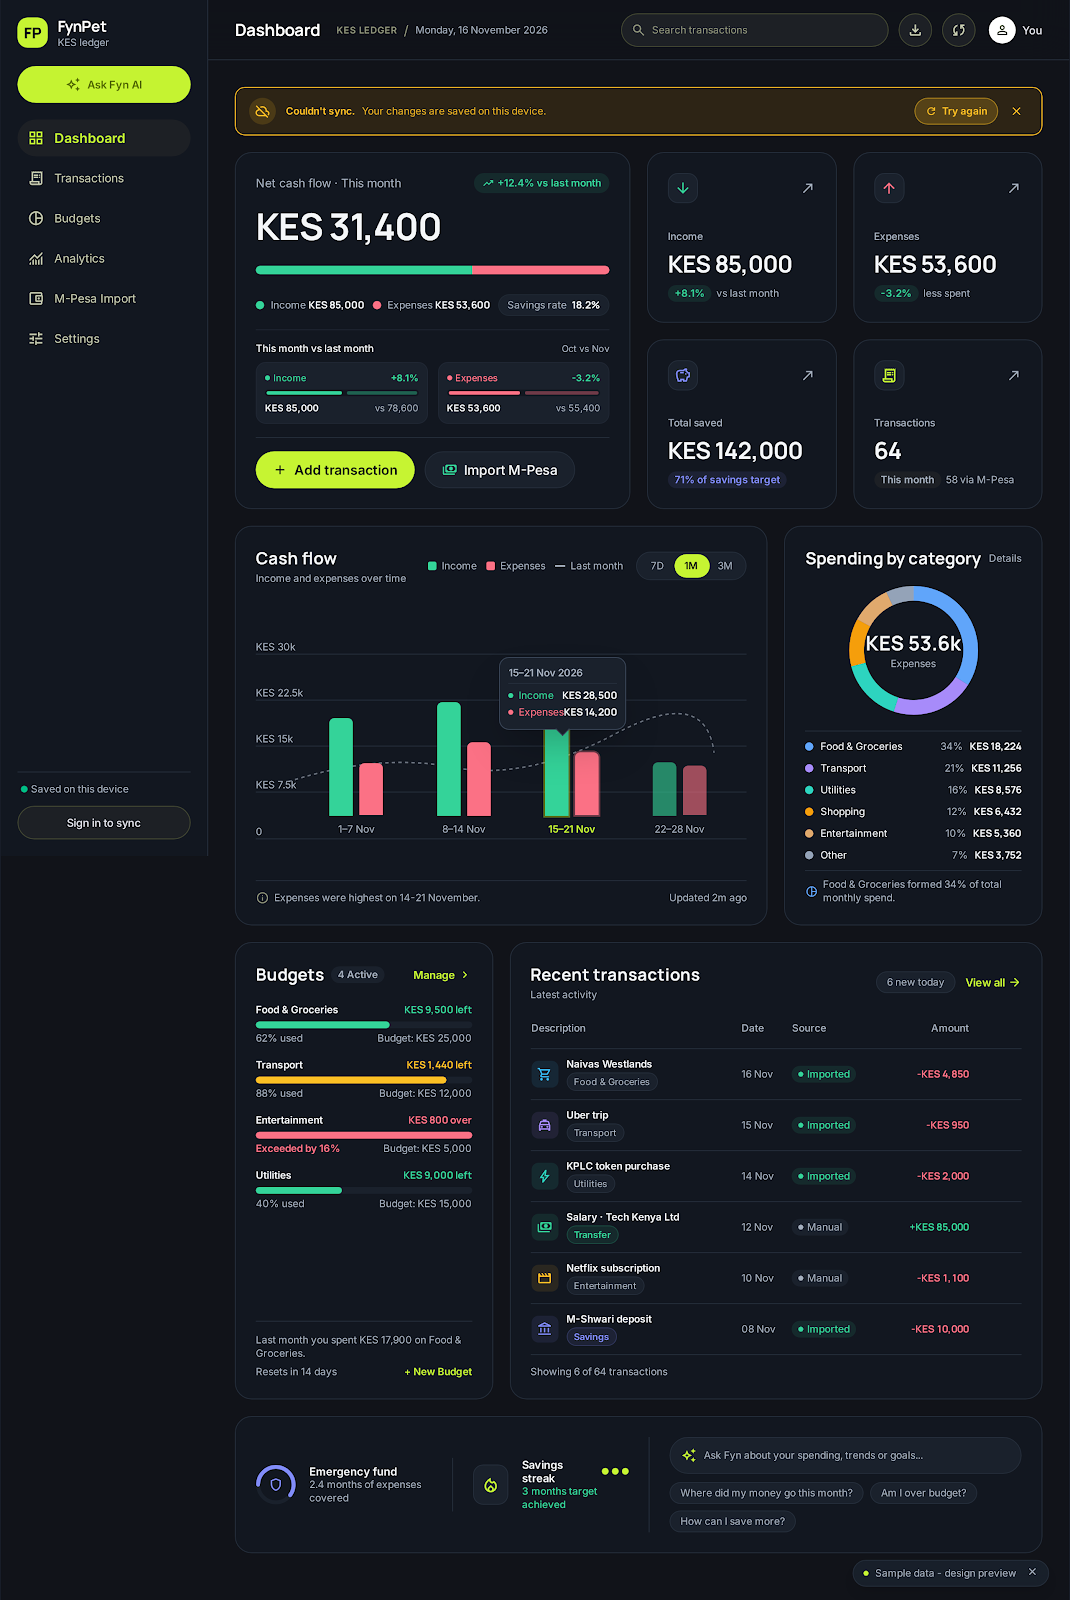 FP
FynPet
KES ledger
Ask Fyn AI
Dashboard
Transactions
Budgets
Analytics
M-Pesa Import
Settings
Saved on this device
Sign in to sync
Dashboard
KES LEDGER / Monday, 16 November 2026
Search transactions
You
Couldn't sync. Your changes are saved on this device.
Try again
Net cash flow · This month
+12.4% vs last month
KES 31,400
Income KES 85,000
Expenses KES 53,600
Savings rate 18.2%
This month vs last month
Oct vs Nov
Income +8.1%
KES 85,000 vs 78,600
Expenses -3.2%
KES 53,600 vs 55,400
Add transaction
Import M-Pesa
Income
KES 85,000
+8.1% vs last month
Expenses
KES 53,600
-3.2% less spent
Total saved
KES 142,000
71% of savings target
Transactions
64
This month 58 via M-Pesa
Cash flow
Income and expenses over time
Income
Expenses
Last month
7D
1M
3M
KES 30k
KES 22.5k
KES 15k
KES 7.5k
0
15–21 Nov 2026
Income KES 28,500
Expenses KES 14,200
1–7 Nov
8–14 Nov
15–21 Nov
22–28 Nov
Expenses were highest on 14-21 November.
Updated 2m ago
Spending by category
Details
KES 53.6k
Expenses
Food & Groceries 34% KES 18,224
Transport 21% KES 11,256
Utilities 16% KES 8,576
Shopping 12% KES 6,432
Entertainment 10% KES 5,360
Other 7% KES 3,752
Food & Groceries formed 34% of total
monthly spend.
Budgets
4 Active
Manage
Food & Groceries KES 9,500 left
62% used Budget: KES 25,000
Transport KES 1,440 left
88% used Budget: KES 12,000
Entertainment KES 800 over
Exceeded by 16% Budget: KES 5,000
Utilities KES 9,000 left
40% used Budget: KES 15,000
Last month you spent KES 17,900 on Food &
Groceries.
Resets in 14 days
+ New Budget
Recent transactions
Latest activity
6 new today
View all
Description Date Source Amount
Naivas Westlands
Food & Groceries
16 Nov Imported -KES 4,850
Uber trip
Transport
15 Nov Imported -KES 950
KPLC token purchase
Utilities
14 Nov Imported -KES 2,000
Salary · Tech Kenya Ltd
Transfer
12 Nov Manual +KES 85,000
Netflix subscription
Entertainment
10 Nov Manual -KES 1,100
M-Shwari deposit
Savings
08 Nov Imported -KES 10,000
Showing 6 of 64 transactions
Emergency fund
2.4 months of expenses
covered
Savings
streak
3 months target
achieved
Ask Fyn about your spending, trends or goals...
Where did my money go this month?
Am I over budget?
How can I save more?
Sample data - design preview